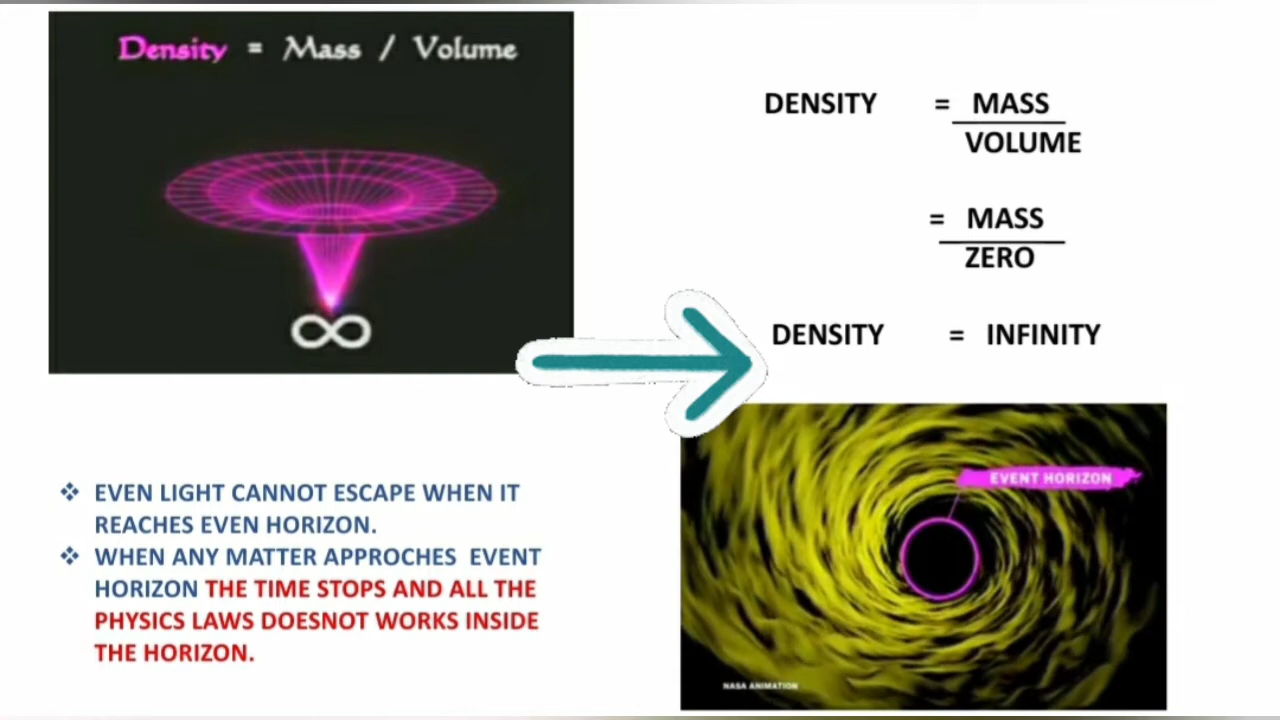 Density = Mass / Volume
∞
DENSITY = MASS
VOLUME
= MASS
ZERO
DENSITY = INFINITY
❖ EVEN LIGHT CANNOT ESCAPE WHEN IT
REACHES EVEN HORIZON.
❖ WHEN ANY MATTER APPROCHES EVENT
HORIZON THE TIME STOPS AND ALL THE
PHYSICS LAWS DOESNOT WORKS INSIDE
THE HORIZON.
EVENT HORIZON
NASA ANIMATION